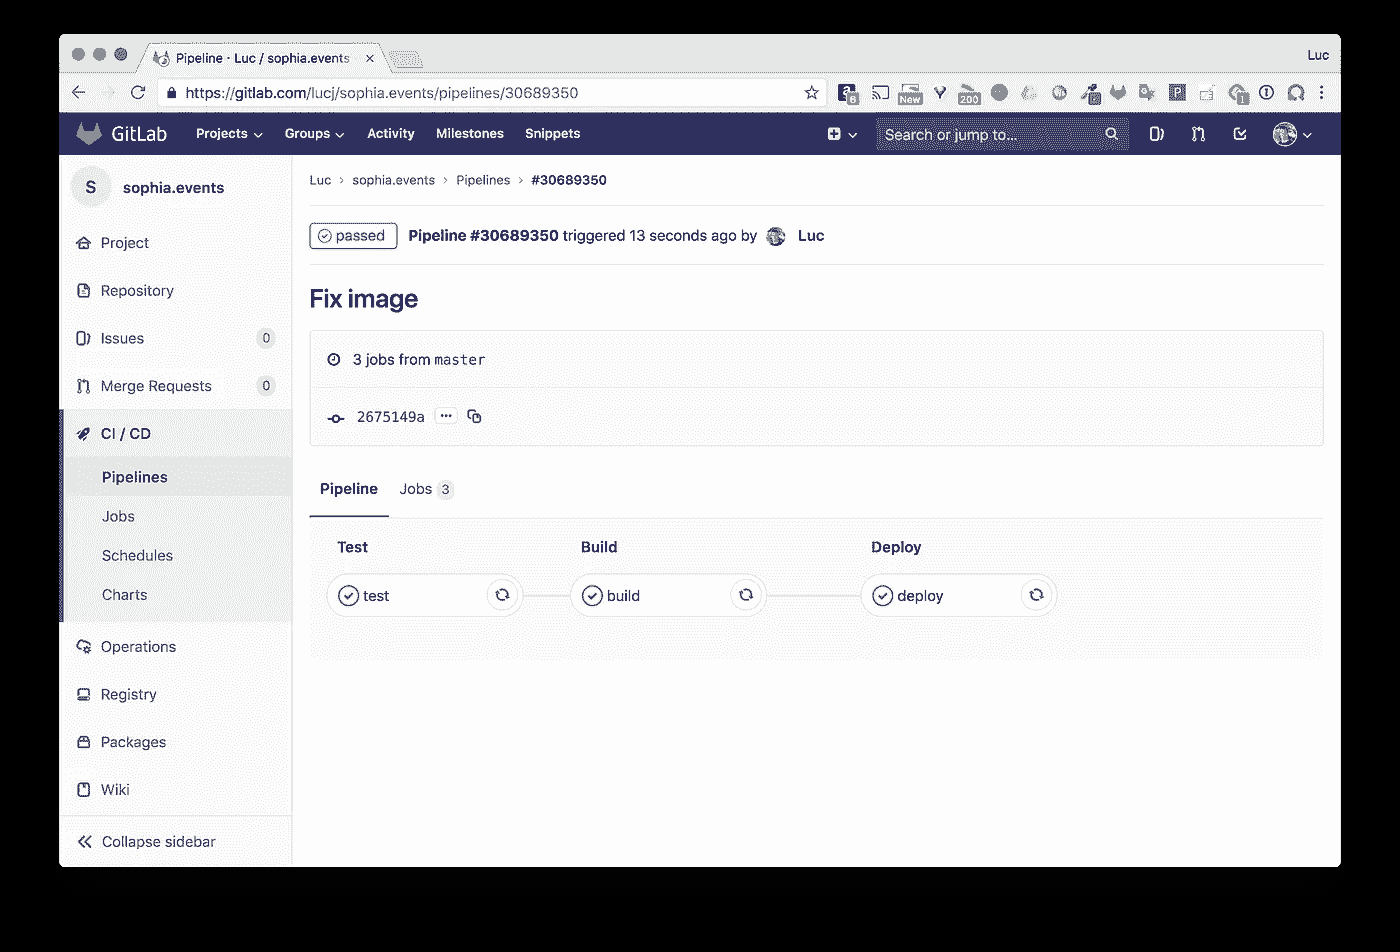 Pipeline · Luc / sophia.events
Luc
https://gitlab.com/lucj/sophia.events/pipelines/30689350
6 New 200 P 1
GitLab Projects Groups Activity Milestones Snippets Search or jump to...
S sophia.events
Luc › sophia.events › Pipelines › #30689350
passed Pipeline #30689350 triggered 13 seconds ago by Luc
Project
Repository
Issues 0
Merge Requests 0
CI / CD
Pipelines
Jobs
Schedules
Charts
Operations
Registry
Packages
Wiki
Collapse sidebar
Fix image
3 jobs from master
2675149a
Pipeline Jobs 3
Test Build Deploy
test build deploy